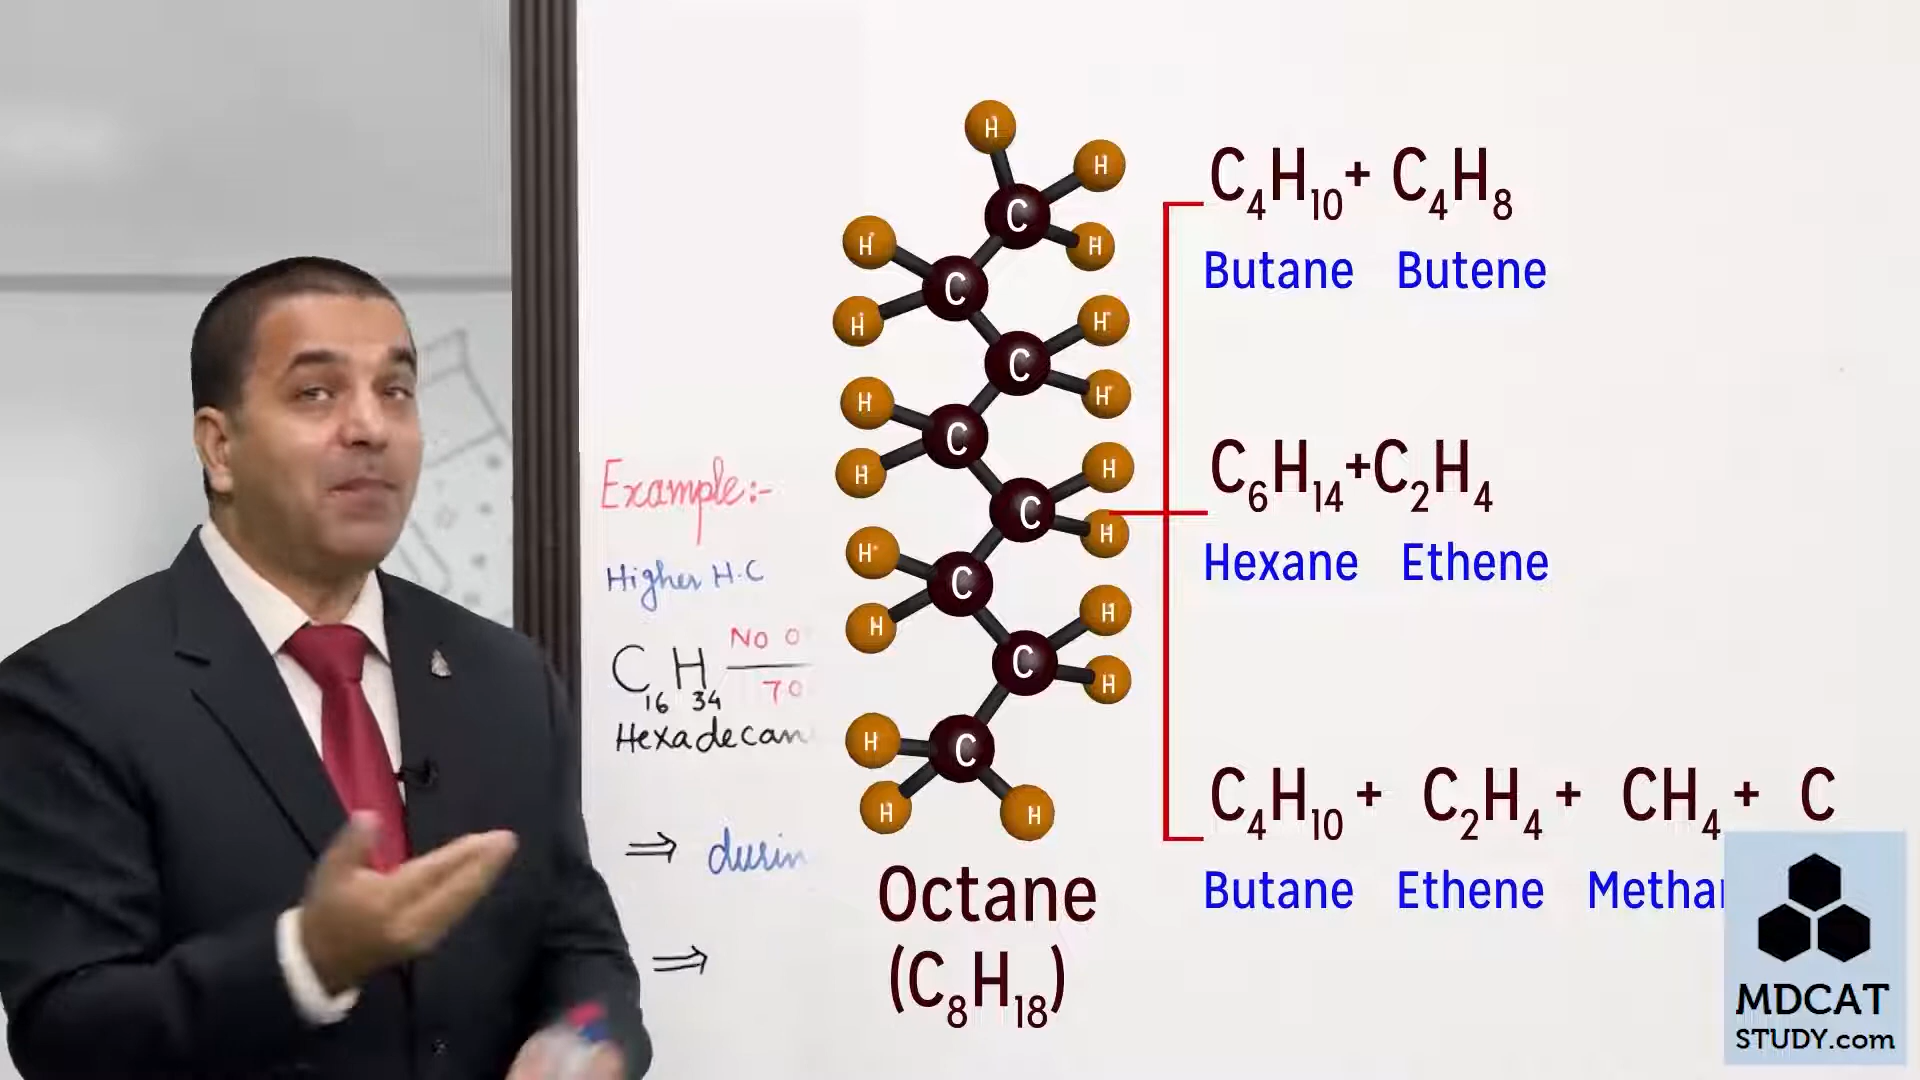 Example:-
Higher H.C
C₁₆H₃₄ No O
70
Hexadecan
⇒ durin
⇒
H
H
C
H
H
C
H
H
H
C
H
H
C
H
H
C
H
H
C
H
H
C
H
H
C
H
H
H
Octane
(C₈H₁₈)
C₄H₁₀ + C₄H₈
Butane Butene
C₆H₁₄ + C₂H₄
Hexane Ethene
C₄H₁₀ + C₂H₄ + CH₄ + C
Butane Ethene Methan
MDCAT
STUDY.com